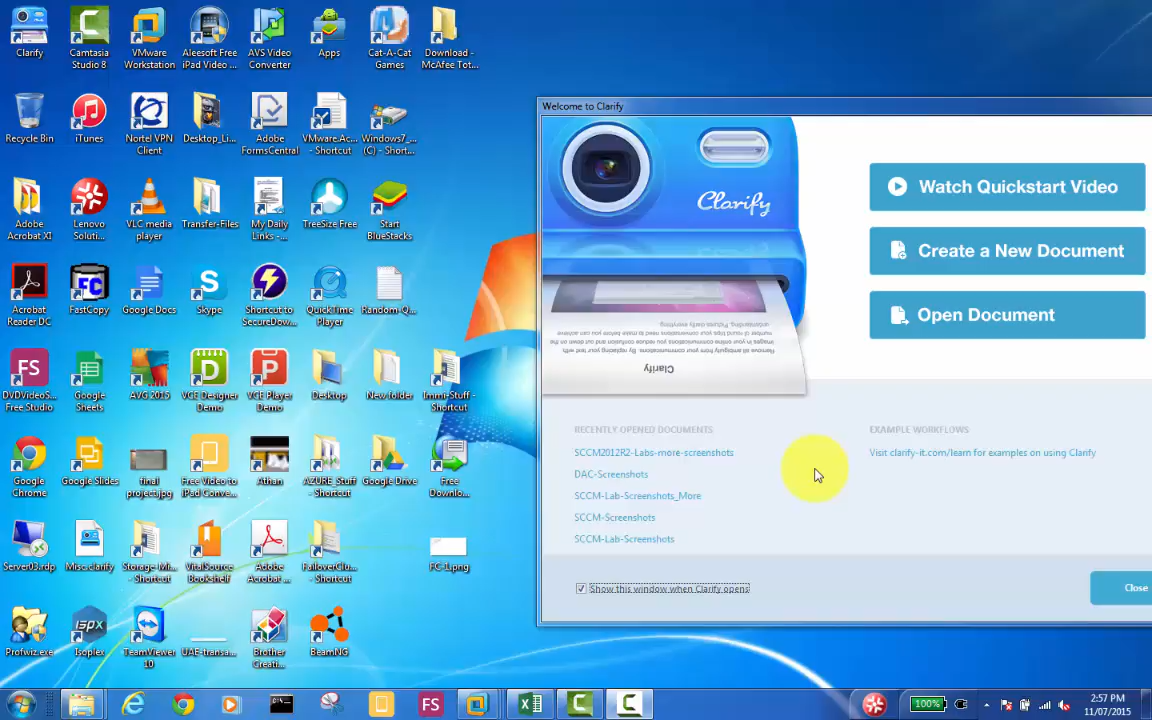 Clarify
Camtasia
Studio 8
VMware
Workstation
Aleesoft Free
iPad Video ...
AVS Video
Converter
Apps
Cat-A-Cat
Games
Download -
McAfee Tot...
Recycle Bin
iTunes
Nortel VPN
Client
Desktop_Li...
Adobe
FormsCentral
VMware.Ac...
- Shortcut
Windows7_...
(C) - Short...
Adobe
Acrobat XI
Lenovo
Soluti...
VLC media
player
Transfer-Files
My Daily
Links -...
TreeSize Free
Start
BlueStacks
Acrobat
Reader DC
FastCopy
Google Docs
Skype
Shortcut to
SecureDow...
QuickTime
Player
Random-Q...
DVDVideoS...
Free Studio
Google
Sheets
AVG 2015
VCE Designer
Demo
VCE Player
Demo
Desktop
New folder
Immi-Stuff -
Shortcut
Google
Chrome
Google Slides
final
project.jpg
Free Video to
iPad Conve...
Athan
AZURE_Stuff
- Shortcut
Google Drive
Free
Downlo...
Server03.rdp
Misc.clarify
Storage-Mi...
- Shortcut
VitalSource
Bookshelf
Adobe
Acrobat ...
FailoverClu...
- Shortcut
FC-1.png
Profwiz.exe
Isoplex
TeamViewer
10
UAE-transa...
Brother
Creati...
BeamNG
Welcome to Clarify
Clarify
Clarify
Watch Quickstart Video
Create a New Document
Open Document
RECENTLY OPENED DOCUMENTS
SCCM2012R2-Labs-more-screenshots
DAC-Screenshots
SCCM-Lab-Screenshots_More
SCCM-Screenshots
SCCM-Lab-Screenshots
EXAMPLE WORKFLOWS
Visit clarify-it.com/learn for examples on using Clarify
Show this window when Clarify opens
Close
FS
100%
2:57 PM
11/07/2015